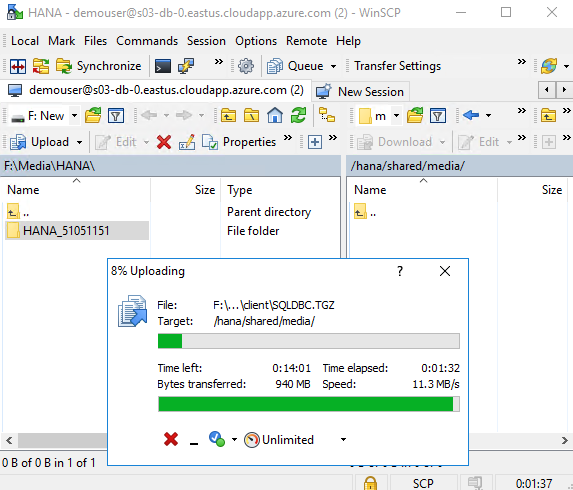 HANA - demouser@s03-db-0.eastus.cloudapp.azure.com (2) - WinSCP
Local Mark Files Commands Session Options Remote Help
Synchronize Queue Transfer Settings
demouser@s03-db-0.eastus.cloudapp.azure.com (2) New Session
F: New m
Upload Edit Properties Download Edit
F:\Media\HANA\ /hana/shared/media/
Name Size Type Name Size
.. Parent directory ..
HANA_51051151 File folder
8% Uploading ?
File: F:\...\client\SQLDBC.TGZ
Target: /hana/shared/media/
Time left: 0:14:01 Time elapsed: 0:01:32
Bytes transferred: 940 MB Speed: 11.3 MB/s
Unlimited
0 B of 0 B in 1 of 1
SCP 0:01:37